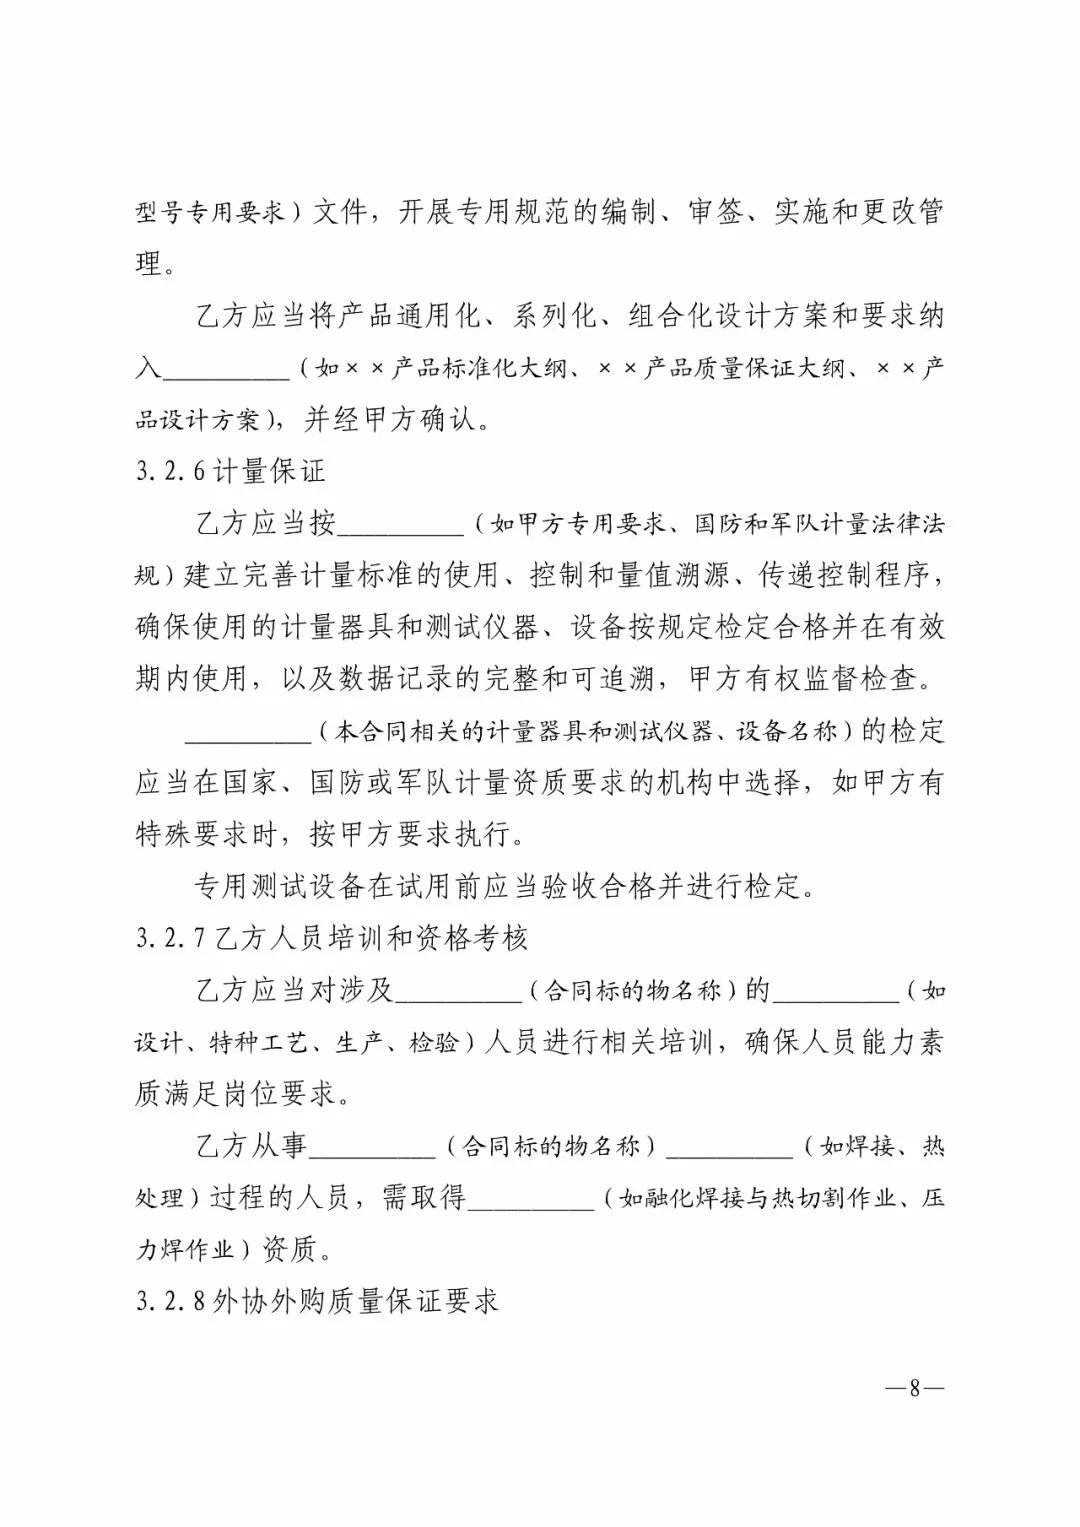 型号专用要求）文件，开展专用规范的编制、审签、实施和更改管
理。
乙方应当将产品通用化、系列化、组合化设计方案和要求纳
入__________（如××产品标准化大纲、××产品质量保证大纲、××产
品设计方案），并经甲方确认。
3.2.6计量保证
乙方应当按__________（如甲方专用要求、国防和军队计量法律法
规）建立完善计量标准的使用、控制和量值溯源、传递控制程序，
确保使用的计量器具和测试仪器、设备按规定检定合格并在有效
期内使用，以及数据记录的完整和可追溯，甲方有权监督检查。
__________（本合同相关的计量器具和测试仪器、设备名称）的检定
应当在国家、国防或军队计量资质要求的机构中选择，如甲方有
特殊要求时，按甲方要求执行。
专用测试设备在试用前应当验收合格并进行检定。
3.2.7乙方人员培训和资格考核
乙方应当对涉及__________（合同标的物名称）的__________（如
设计、特种工艺、生产、检验）人员进行相关培训，确保人员能力素
质满足岗位要求。
乙方从事__________（合同标的物名称）__________（如焊接、热
处理）过程的人员，需取得__________（如融化焊接与热切割作业、压
力焊作业）资质。
3.2.8外协外购质量保证要求
—8—